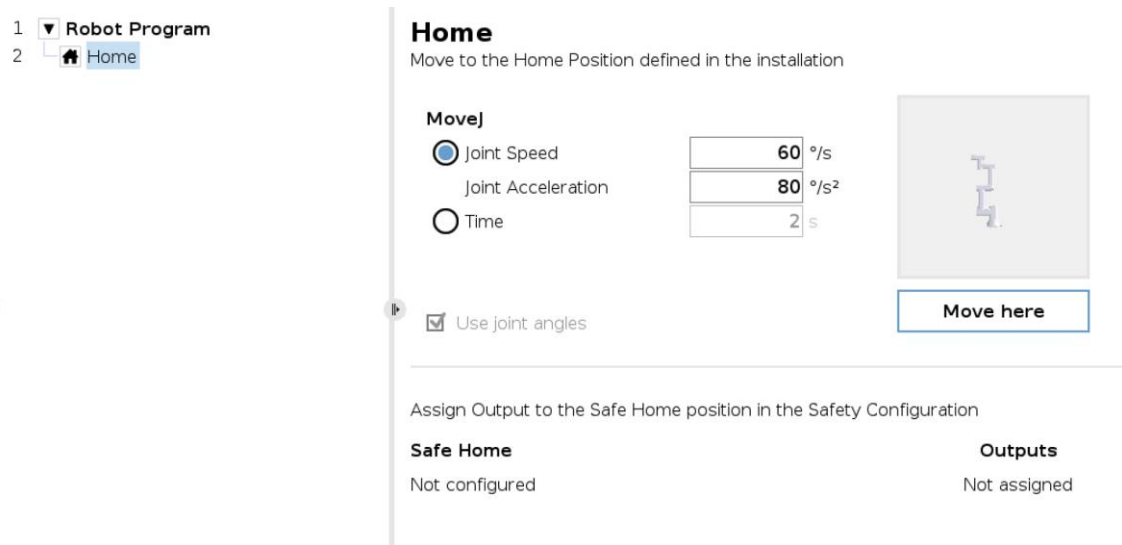 1 Robot Program
2 Home
Home
Move to the Home Position defined in the installation
MoveJ
Joint Speed 60 °/s
Joint Acceleration 80 °/s²
Time 2 s
Use joint angles
Move here
Assign Output to the Safe Home position in the Safety Configuration
Safe Home Outputs
Not configured Not assigned